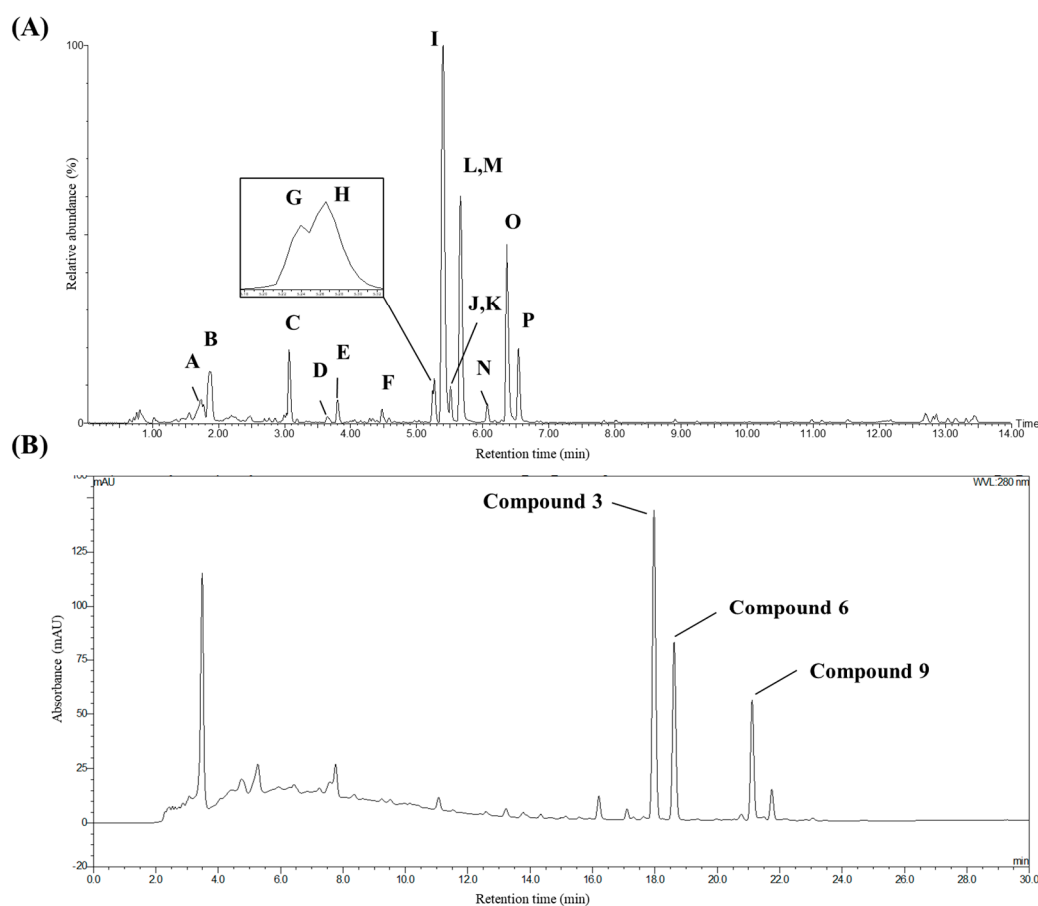 (A)
I
100
L,M
G
H
O
Relative abundance (%)
J,K
P
C
B
E
A
N
D
F
Time
1.00 2.00 3.00 4.00 5.00 6.00 7.00 8.00 9.00 10.00 11.00 12.00 13.00 14.00
Retention time (min)
(B)
mAU
WVL:280 nm
Compound 3
125
Compound 6
100
75
Compound 9
50
Absorbance (mAU)
25
0
-20
min
0.0 2.0 4.0 6.0 8.0 10.0 12.0 14.0 16.0 18.0 20.0 22.0 24.0 26.0 28.0 30.0
Retention time (min)